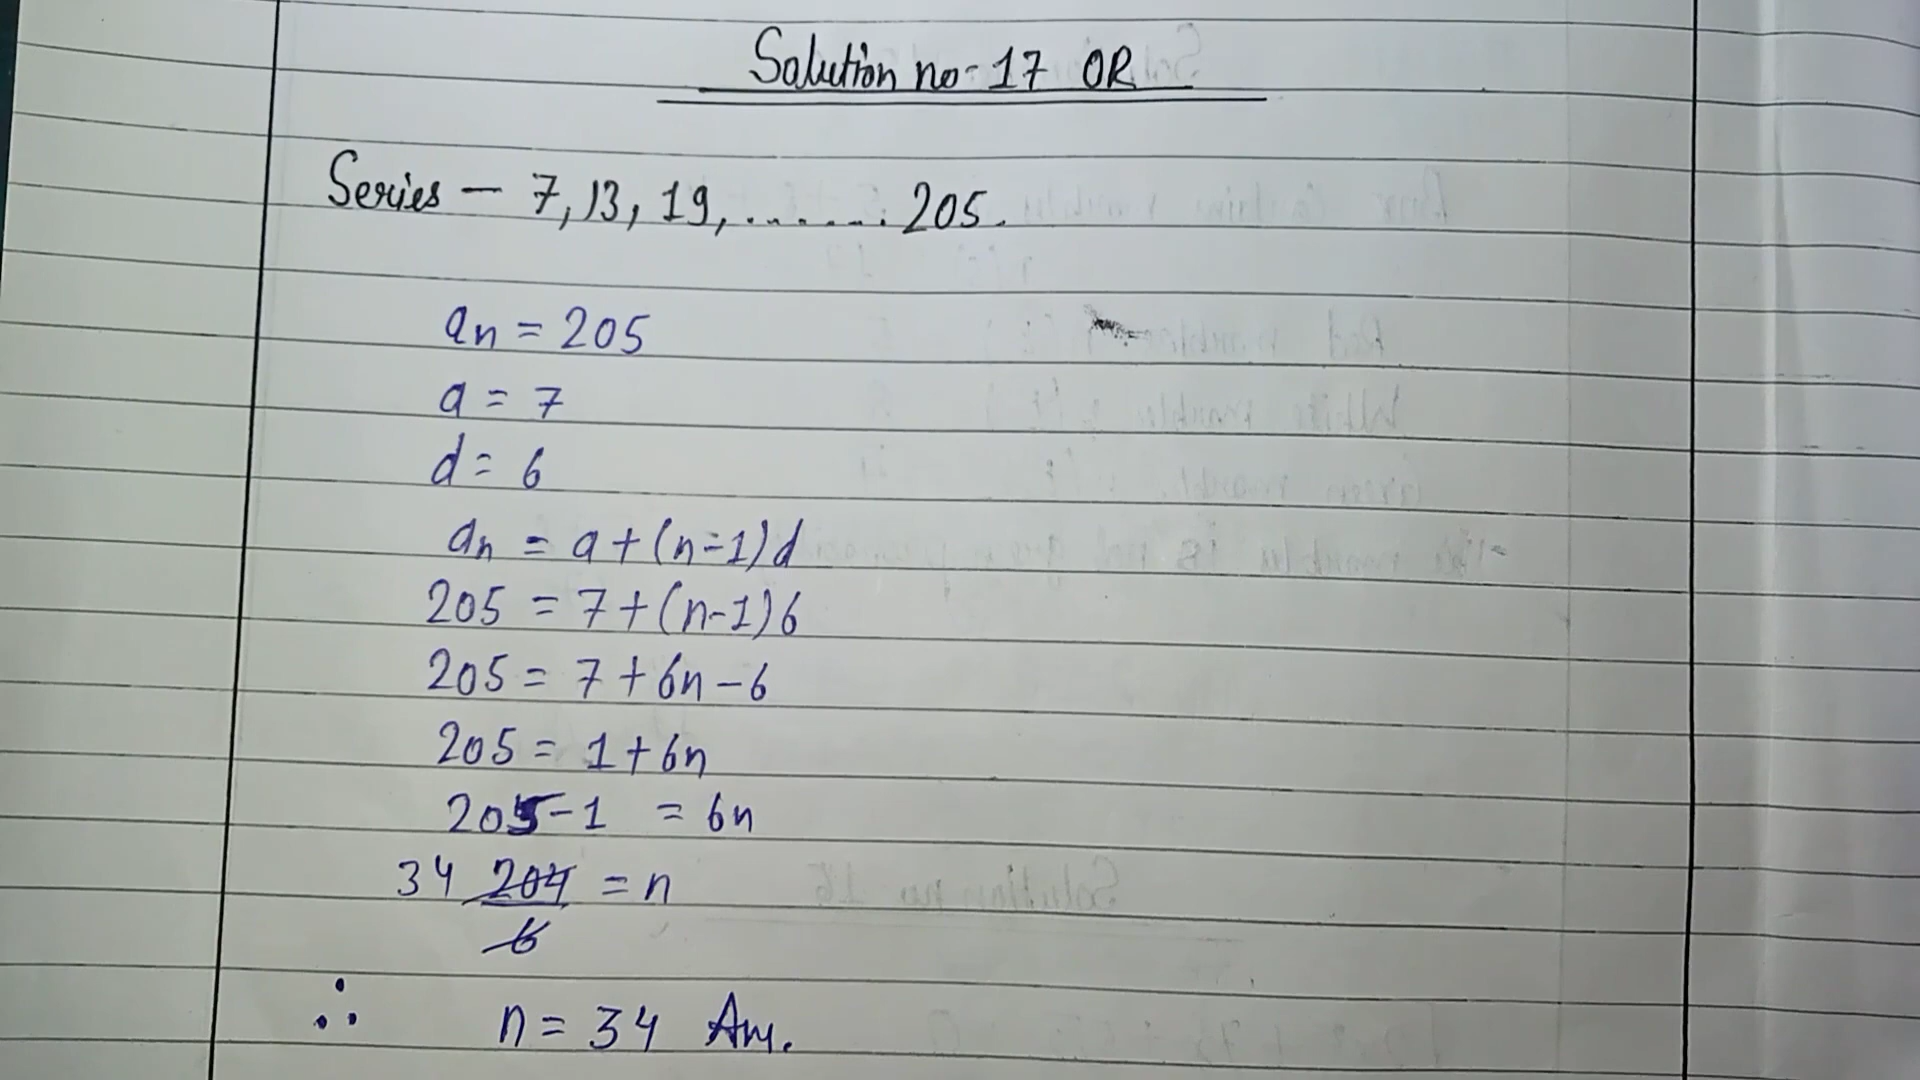 Solution no-17 OR
Series - 7, 13, 19, ....... 205.
an = 205
a = 7
d = 6
an = a + (n-1)d
205 = 7 + (n-1)6
205 = 7 + 6n - 6
205 = 1 + 6n
205 - 1 = 6n
34 204 = n
6
∴ n = 34 Ans.